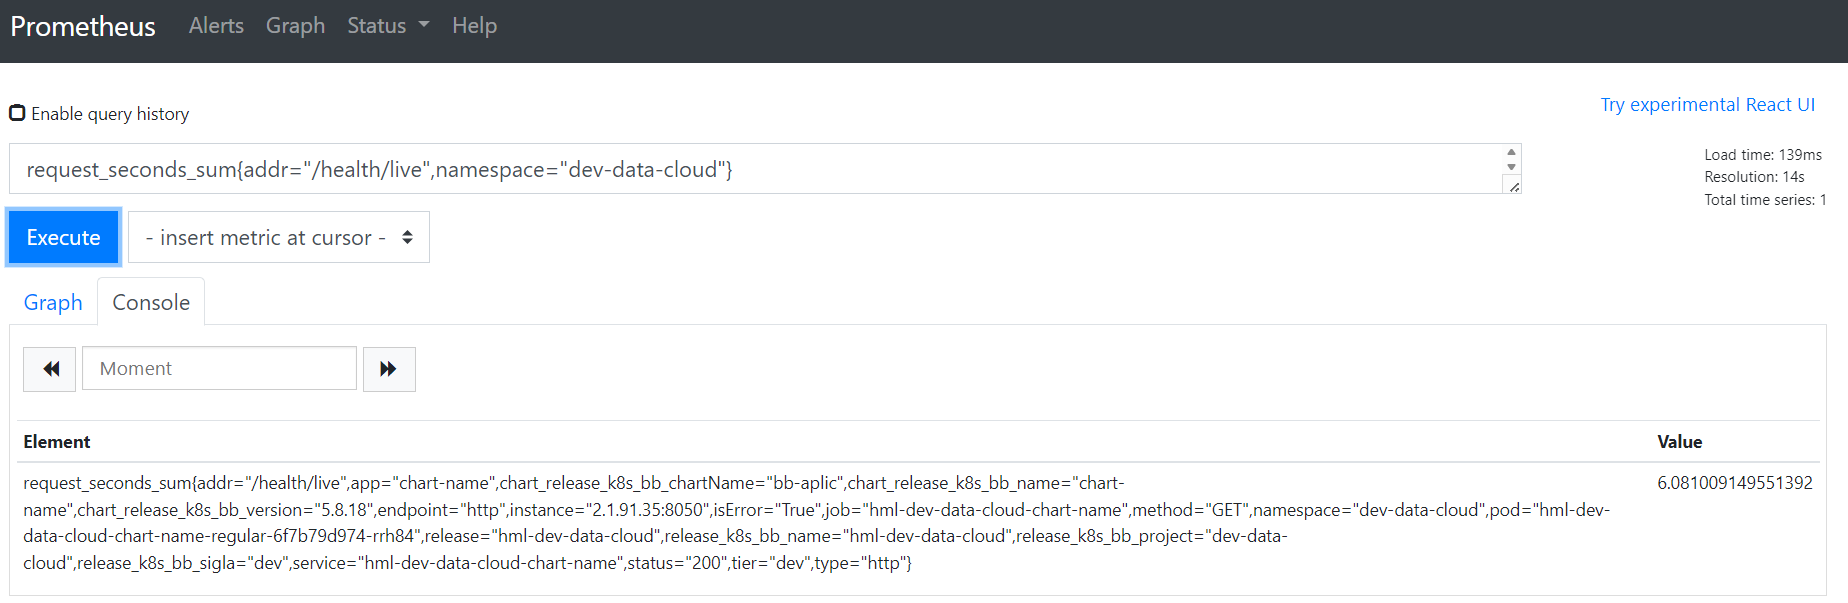 Prometheus Alerts Graph Status Help
Enable query history
Try experimental React UI
request_seconds_sum{addr="/health/live",namespace="dev-data-cloud"}
Load time: 139ms
Resolution: 14s
Total time series: 1
Execute
- insert metric at cursor -
Graph Console
Moment
Element Value
request_seconds_sum{addr="/health/live",app="chart-name",chart_release_k8s_bb_chartName="bb-aplic",chart_release_k8s_bb_name="chart- 6.081009149551392
name",chart_release_k8s_bb_version="5.8.18",endpoint="http",instance="2.1.91.35:8050",isError="True",job="hml-dev-data-cloud-chart-name",method="GET",namespace="dev-data-cloud",pod="hml-dev-
data-cloud-chart-name-regular-6f7b79d974-rrh84",release="hml-dev-data-cloud",release_k8s_bb_name="hml-dev-data-cloud",release_k8s_bb_project="dev-data-
cloud",release_k8s_bb_sigla="dev",service="hml-dev-data-cloud-chart-name",status="200",tier="dev",type="http"}